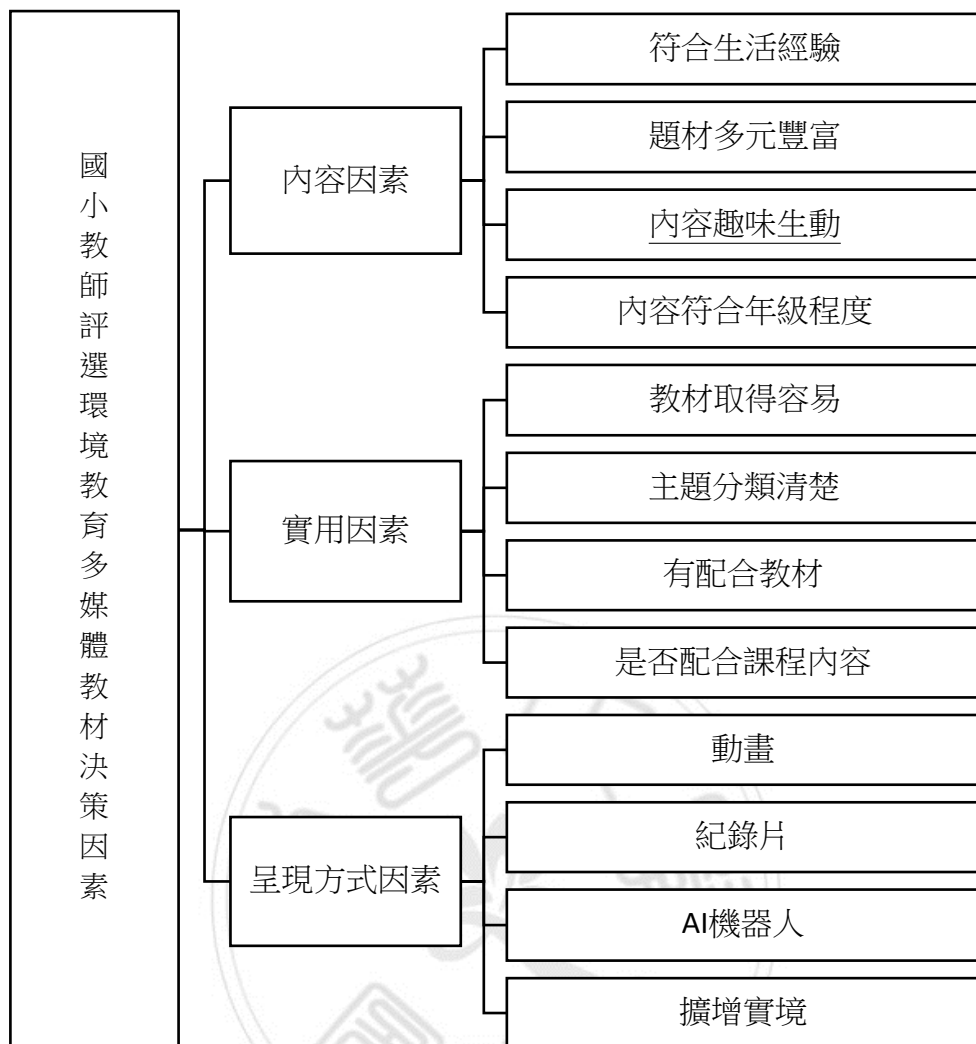 國小教師評選環境教育多媒體教材決策因素
內容因素
符合生活經驗
題材多元豐富
內容趣味生動
內容符合年級程度
實用因素
教材取得容易
主題分類清楚
有配合教材
是否配合課程內容
呈現方式因素
動畫
紀錄片
AI機器人
擴增實境